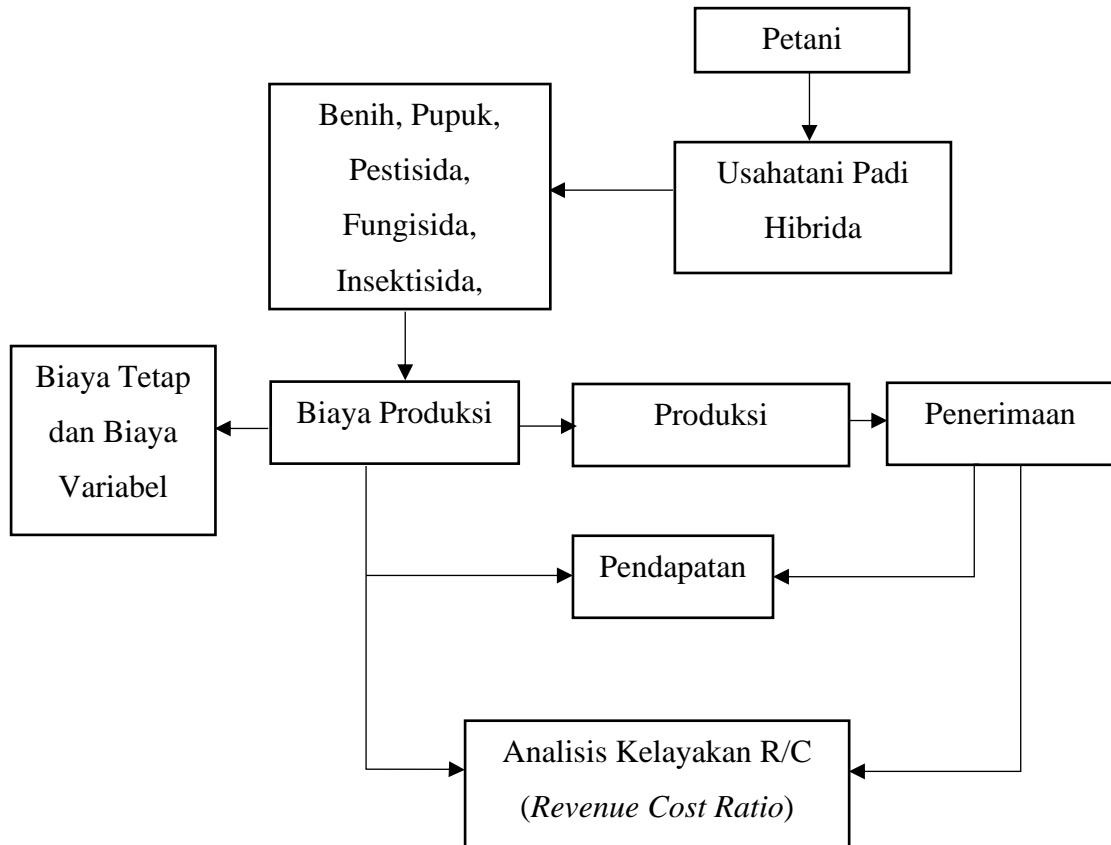 Petani
Benih, Pupuk,
Pestisida,
Fungisida,
Insektisida,
Usahatani Padi
Hibrida
Biaya Tetap
dan Biaya
Variabel
Biaya Produksi
Produksi
Penerimaan
Pendapatan
Analisis Kelayakan R/C
(Revenue Cost Ratio)